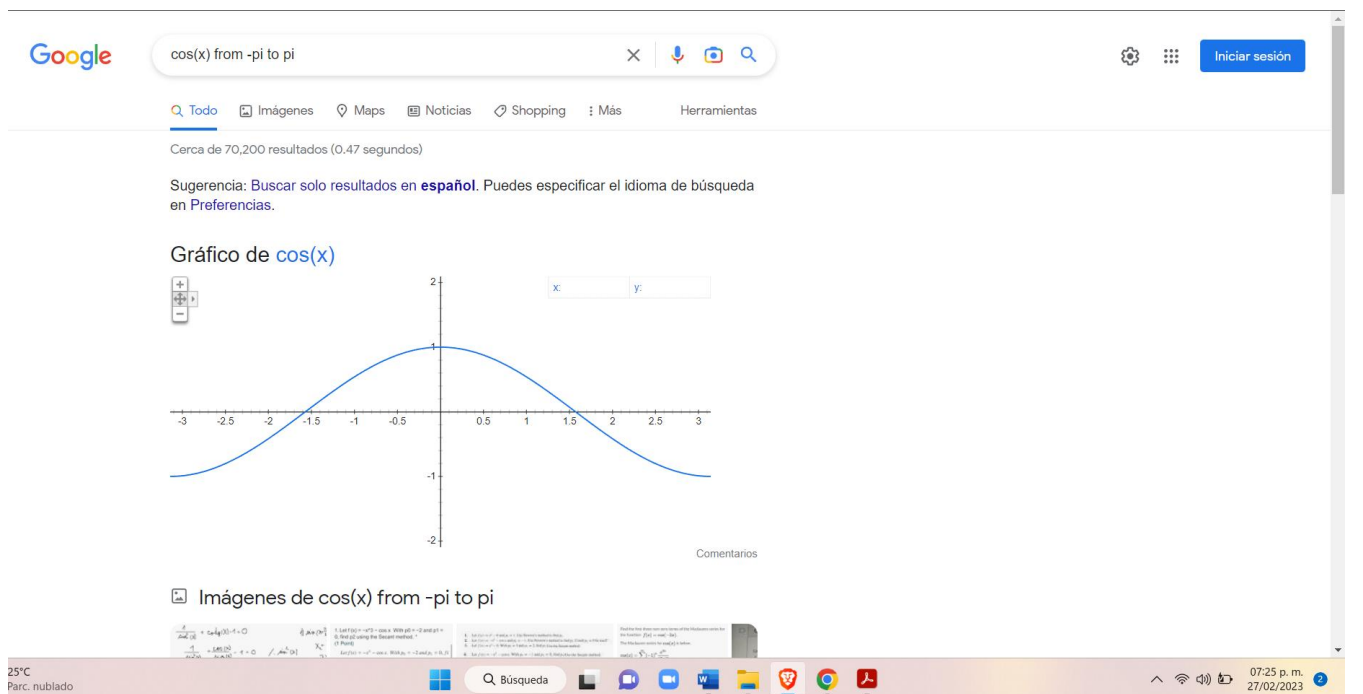 Google
cos(x) from -pi to pi
Iniciar sesión
Todo Imágenes Maps Noticias Shopping Más Herramientas
Cerca de 70,200 resultados (0.47 segundos)
Sugerencia: Buscar solo resultados en español. Puedes especificar el idioma de búsqueda
en Preferencias.
Gráfico de cos(x)
x: y:
2
1
-3 -2.5 -2 -1.5 -1 -0.5 0.5 1 1.5 2 2.5 3
-1
-2
Comentarios
Imágenes de cos(x) from -pi to pi
25°C
Parc. nublado
Búsqueda
07:25 p. m.
27/02/2023
2